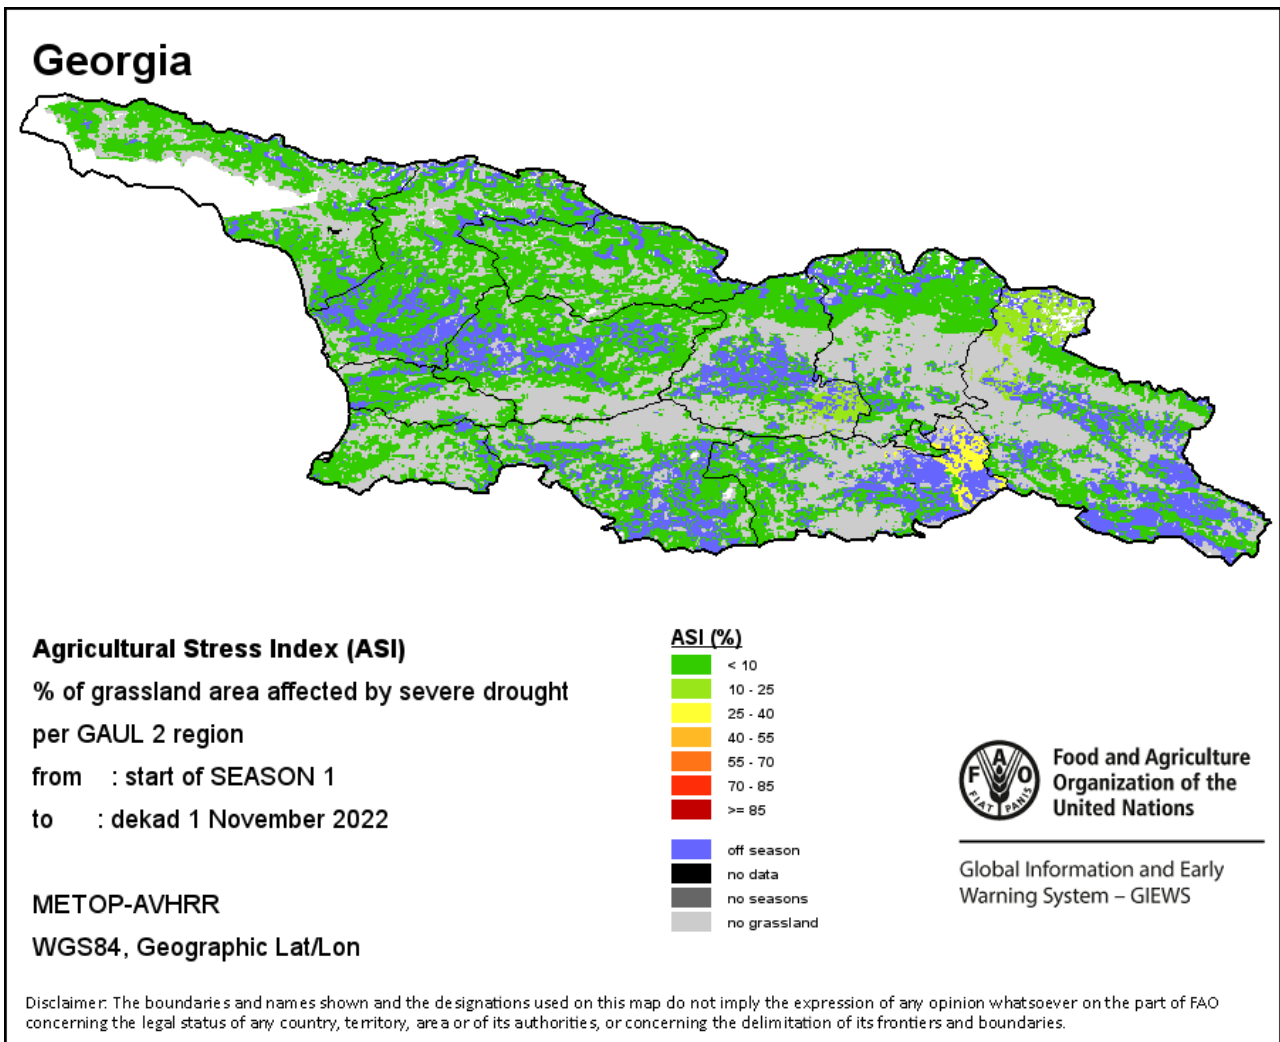 Georgia
Agricultural Stress Index (ASI)
% of grassland area affected by severe drought
per GAUL 2 region
from : start of SEASON 1
to : dekad 1 November 2022
METOP-AVHRR
WGS84, Geographic Lat/Lon
ASI (%)
< 10
10 - 25
25 - 40
40 - 55
55 - 70
70 - 85
>= 85
off season
no data
no seasons
no grassland
F A O
FIAT PANIS
Food and Agriculture
Organization of the
United Nations
Global Information and Early
Warning System – GIEWS
Disclaimer: The boundaries and names shown and the designations used on this map do not imply the expression of any opinion whatsoever on the part of FAO
concerning the legal status of any country, territory, area or of its authorities, or concerning the delimitation of its frontiers and boundaries.